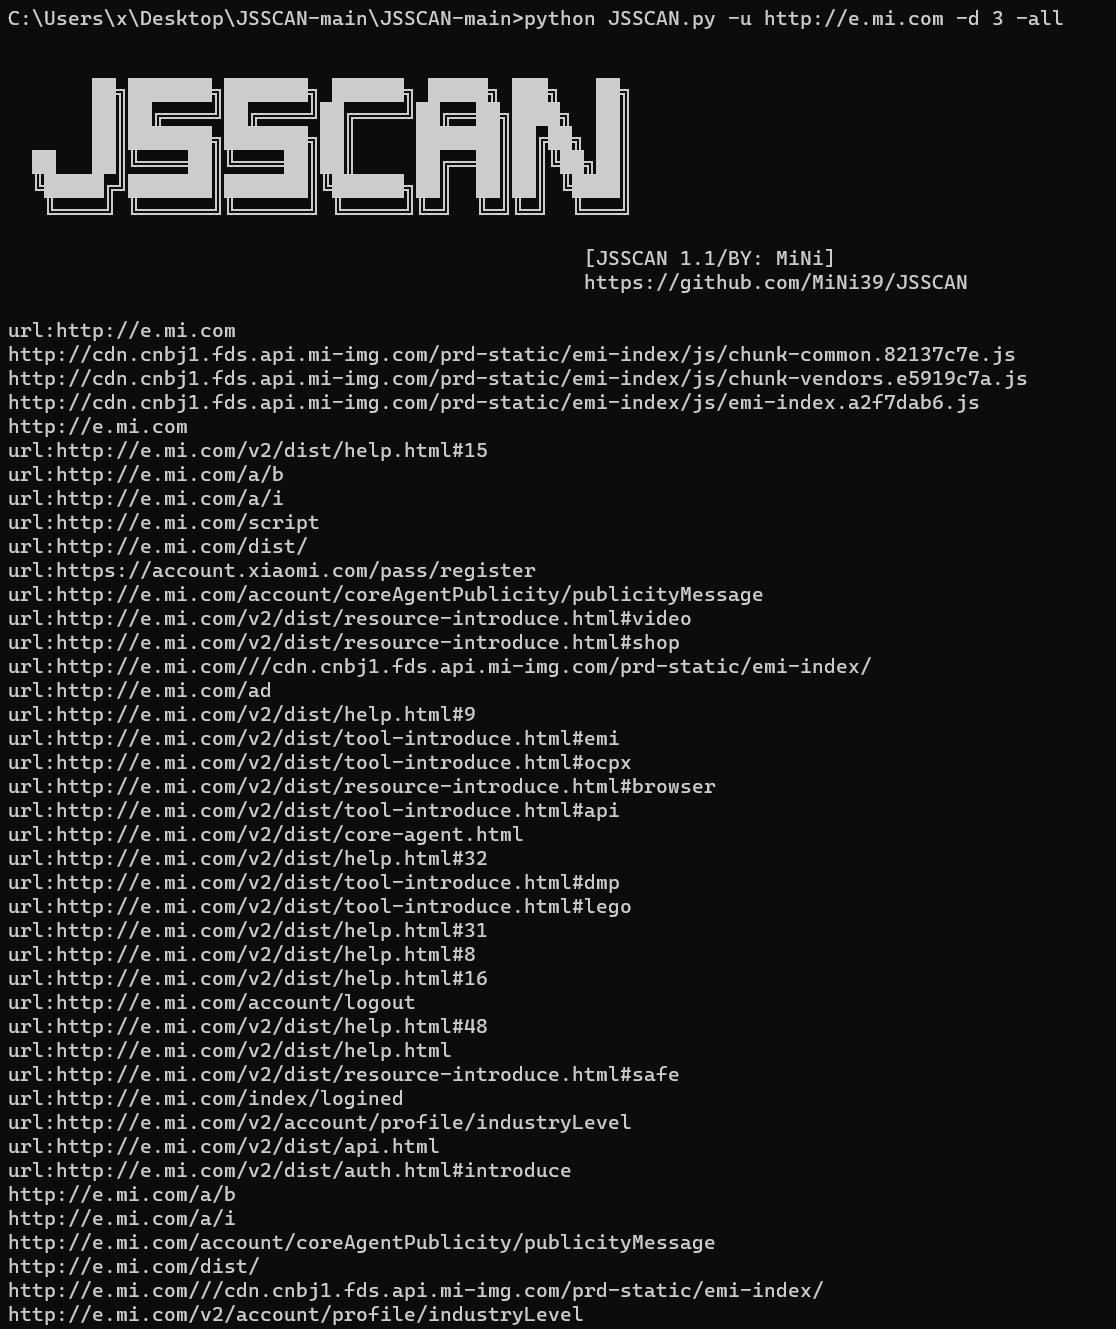 C:\Users\x\Desktop\JSSCAN-main\JSSCAN-main>python JSSCAN.py -u http://e.mi.com -d 3 -all
JSSCAN
[JSSCAN 1.1/BY: MiNi]
https://github.com/MiNi39/JSSCAN
url:http://e.mi.com
http://cdn.cnbj1.fds.api.mi-img.com/prd-static/emi-index/js/chunk-common.82137c7e.js
http://cdn.cnbj1.fds.api.mi-img.com/prd-static/emi-index/js/chunk-vendors.e5919c7a.js
http://cdn.cnbj1.fds.api.mi-img.com/prd-static/emi-index/js/emi-index.a2f7dab6.js
http://e.mi.com
url:http://e.mi.com/v2/dist/help.html#15
url:http://e.mi.com/a/b
url:http://e.mi.com/a/i
url:http://e.mi.com/script
url:http://e.mi.com/dist/
url:https://account.xiaomi.com/pass/register
url:http://e.mi.com/account/coreAgentPublicity/publicityMessage
url:http://e.mi.com/v2/dist/resource-introduce.html#video
url:http://e.mi.com/v2/dist/resource-introduce.html#shop
url:http://e.mi.com///cdn.cnbj1.fds.api.mi-img.com/prd-static/emi-index/
url:http://e.mi.com/ad
url:http://e.mi.com/v2/dist/help.html#9
url:http://e.mi.com/v2/dist/tool-introduce.html#emi
url:http://e.mi.com/v2/dist/tool-introduce.html#ocpx
url:http://e.mi.com/v2/dist/resource-introduce.html#browser
url:http://e.mi.com/v2/dist/tool-introduce.html#api
url:http://e.mi.com/v2/dist/core-agent.html
url:http://e.mi.com/v2/dist/help.html#32
url:http://e.mi.com/v2/dist/tool-introduce.html#dmp
url:http://e.mi.com/v2/dist/tool-introduce.html#lego
url:http://e.mi.com/v2/dist/help.html#31
url:http://e.mi.com/v2/dist/help.html#8
url:http://e.mi.com/v2/dist/help.html#16
url:http://e.mi.com/account/logout
url:http://e.mi.com/v2/dist/help.html#48
url:http://e.mi.com/v2/dist/help.html
url:http://e.mi.com/v2/dist/resource-introduce.html#safe
url:http://e.mi.com/index/logined
url:http://e.mi.com/v2/account/profile/industryLevel
url:http://e.mi.com/v2/dist/api.html
url:http://e.mi.com/v2/dist/auth.html#introduce
http://e.mi.com/a/b
http://e.mi.com/a/i
http://e.mi.com/account/coreAgentPublicity/publicityMessage
http://e.mi.com/dist/
http://e.mi.com///cdn.cnbj1.fds.api.mi-img.com/prd-static/emi-index/
http://e.mi.com/v2/account/profile/industryLevel